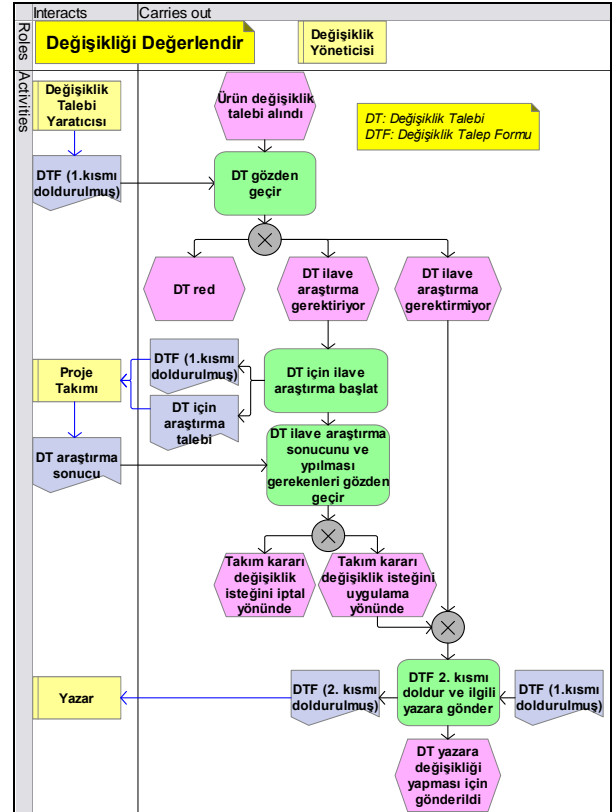 Interacts
Carries out
Roles
Değişikliği Değerlendir
Değişiklik
Yöneticisi
Activities
Değişiklik
Talebi
Yaratıcısı
Ürün değişiklik
talebi alındı
DT: Değişiklik Talebi
DTF: Değişiklik Talep Formu
DTF (1.kısmı
doldurulmuş)
DT gözden
geçir
DT red
DT ilave
araştırma
gerektiriyor
DT ilave
araştırma
gerektirmiyor
DTF (1.kısmı
doldurulmuş)
DT için ilave
araştırma başlat
Proje
Takımı
DT için
araştırma
talebi
DT araştırma
sonucu
DT ilave araştırma
sonucunu ve
ypılması
gerekenleri gözden
geçir
Takım kararı
değişiklik
isteğini iptal
yönünde
Takım kararı
değişiklik isteğini
uygulama
yönünde
Yazar
DTF (2. kısmı
doldurulmuş)
DTF 2. kısmı
doldur ve ilgili
yazara gönder
DTF (1.kısmı
doldurulmuş)
DT yazara
değişikliği
yapması için
gönderildi